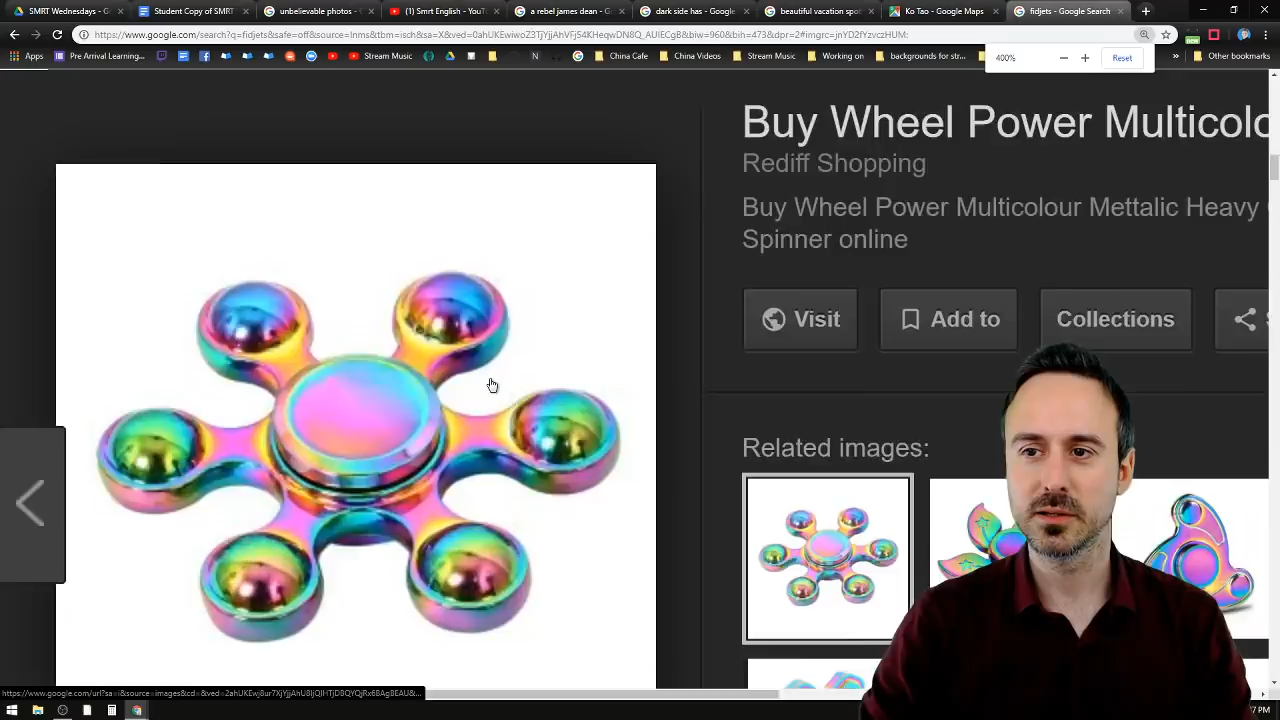 SMRT Wednesdays - G
Student Copy of SMRT
unbelievable photos - G
(1) Smrt English - YouTu
a rebel james dean - G
dark side has - Google
beautiful vacation spot
Ko Tao - Google Maps
fidjets - Google Search
Apps
Pre Arrival Learning...
Stream Music
N
China Cafe
China Videos
Stream Music
Working on
backgrounds for str...
»
Other bookmarks
400%
Reset
Buy Wheel Power Multicolo
Rediff Shopping
Buy Wheel Power Multicolour Mettalic Heavy
Spinner online
Visit
Add to
Collections
Related images: